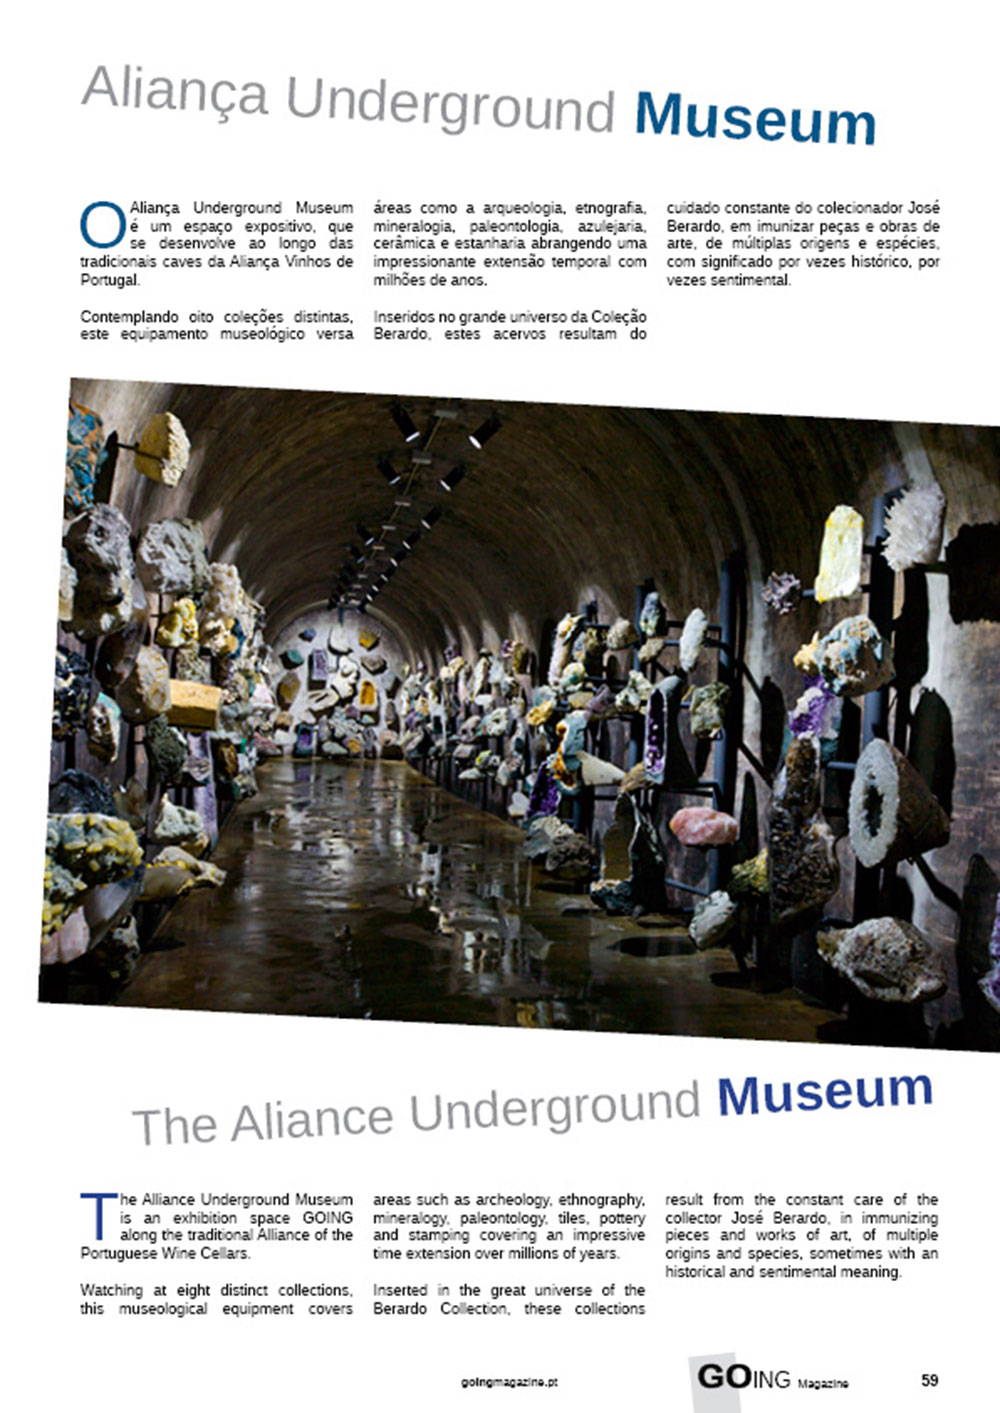 Aliança Underground Museum
O Aliança Underground Museum
é um espaço expositivo, que
se desenvolve ao longo das
tradicionais caves da Aliança Vinhos de
Portugal.
Contemplando oito coleções distintas,
este equipamento museológico versa
áreas como a arqueologia, etnografia,
mineralogia, paleontologia, azulejaria,
cerâmica e estanharia abrangendo uma
impressionante extensão temporal com
milhões de anos.
Inseridos no grande universo da Coleção
Berardo, estes acervos resultam do
cuidado constante do colecionador José
Berardo, em imunizar peças e obras de
arte, de múltiplas origens e espécies,
com significado por vezes histórico, por
vezes sentimental.
The Aliance Underground Museum
The Alliance Underground Museum
is an exhibition space GOING
along the traditional Alliance of the
Portuguese Wine Cellars.
Watching at eight distinct collections,
this museological equipment covers
areas such as archeology, ethnography,
mineralogy, paleontology, tiles, pottery
and stamping covering an impressive
time extension over millions of years.
Inserted in the great universe of the
Berardo Collection, these collections
result from the constant care of the
collector José Berardo, in immunizing
pieces and works of art, of multiple
origins and species, sometimes with an
historical and sentimental meaning.
goingmagazine.pt
GOING Magazine
59